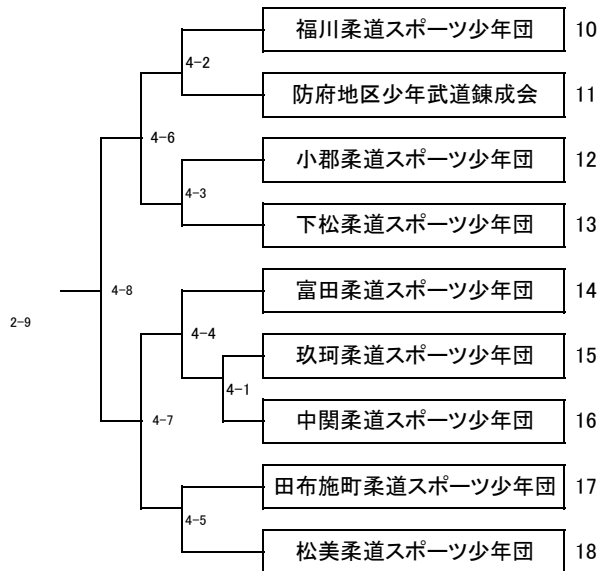 福川柔道スポーツ少年団 10
4-2
防府地区少年武道錬成会 11
4-6
小郡柔道スポーツ少年団 12
4-3
下松柔道スポーツ少年団 13
富田柔道スポーツ少年団 14
4-8
2-9
4-4
玖珂柔道スポーツ少年団 15
4-1
中関柔道スポーツ少年団 16
4-7
田布施町柔道スポーツ少年団 17
4-5
松美柔道スポーツ少年団 18